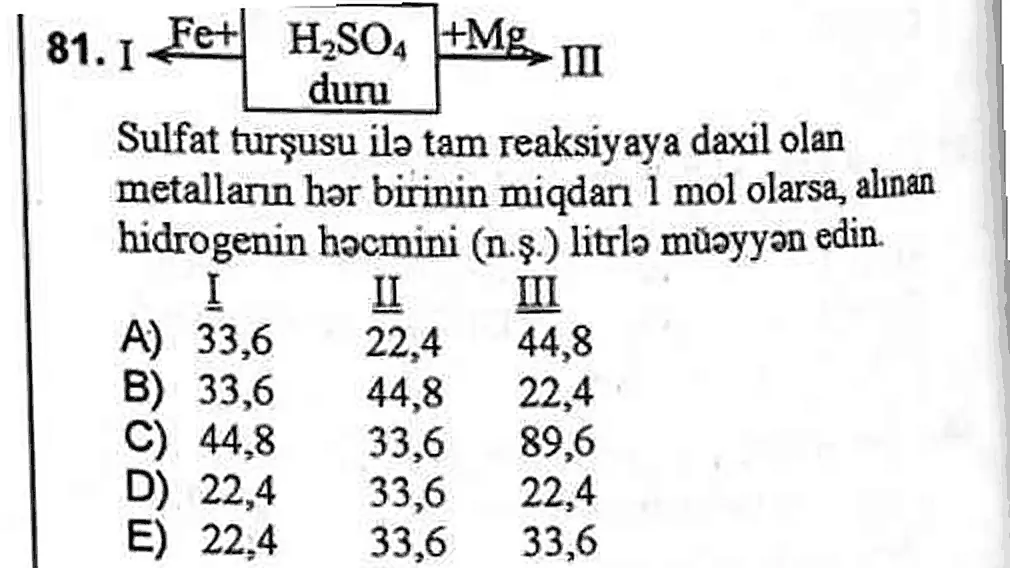 81. I Fe+ H₂SO₄ +Mg III
duru
Sulfat turşusu ilə tam reaksiyaya daxil olan
metalların hər birinin miqdarı 1 mol olarsa, alınan
hidrogenin həcmini (n.ş.) litrlə müəyyən edin.
I II III
A) 33,6 22,4 44,8
B) 33,6 44,8 22,4
C) 44,8 33,6 89,6
D) 22,4 33,6 22,4
E) 22,4 33,6 33,6